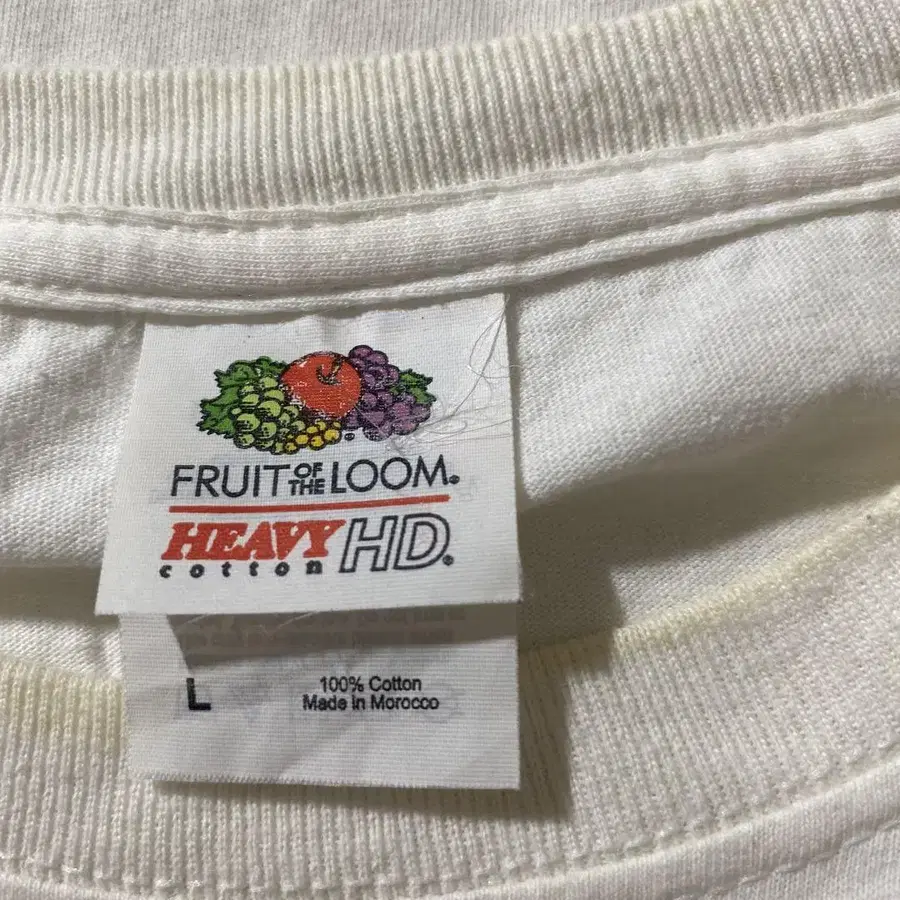 FRUIT OF THE LOOM®
HEAVY HD®
cotton
L
100% Cotton
Made in Morocco